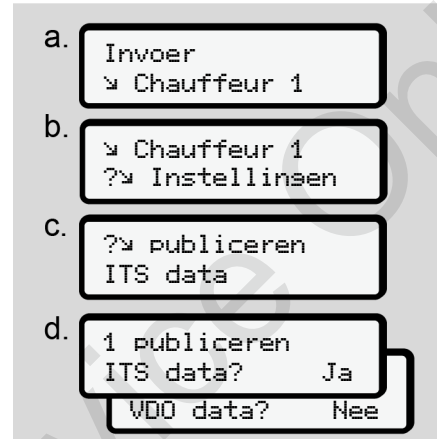 a.
Invoer
↘ Chauffeur 1
b.
↘ Chauffeur 1
?↘ Instellingen
c.
?↘ publiceren
ITS data
d.
1 publiceren
ITS data? Ja
VDO data? Nee